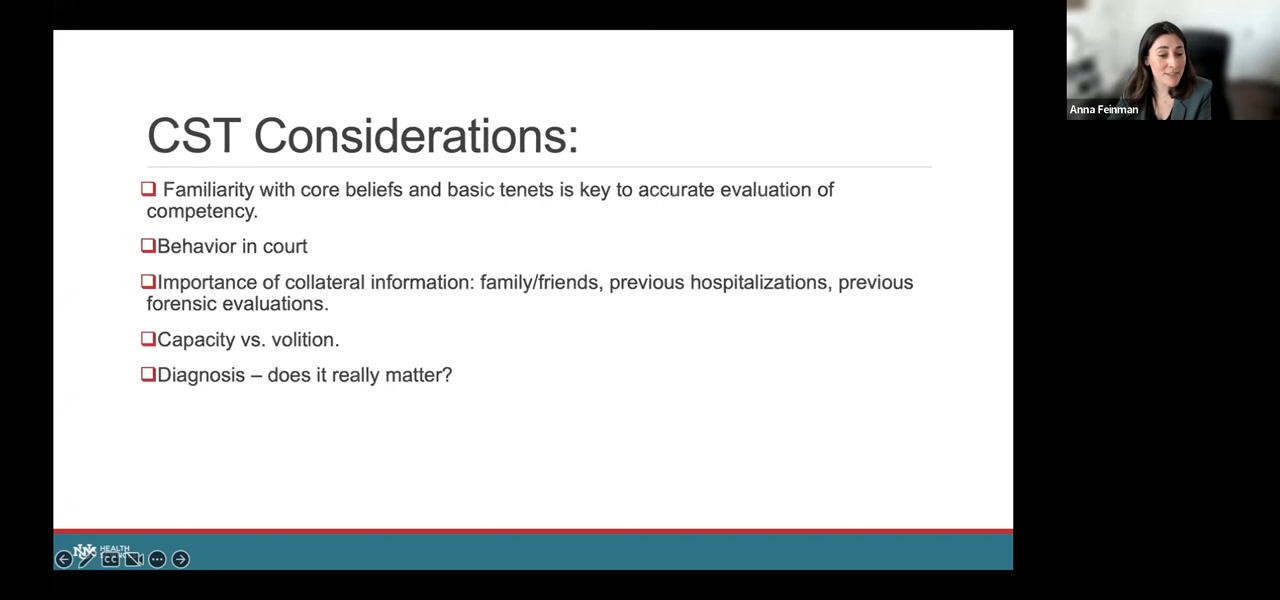 CST Considerations:
Familiarity with core beliefs and basic tenets is key to accurate evaluation of
competency.
Behavior in court
Importance of collateral information: family/friends, previous hospitalizations, previous
forensic evaluations.
Capacity vs. volition.
Diagnosis – does it really matter?
Anna Feinman
HEALTH
CC